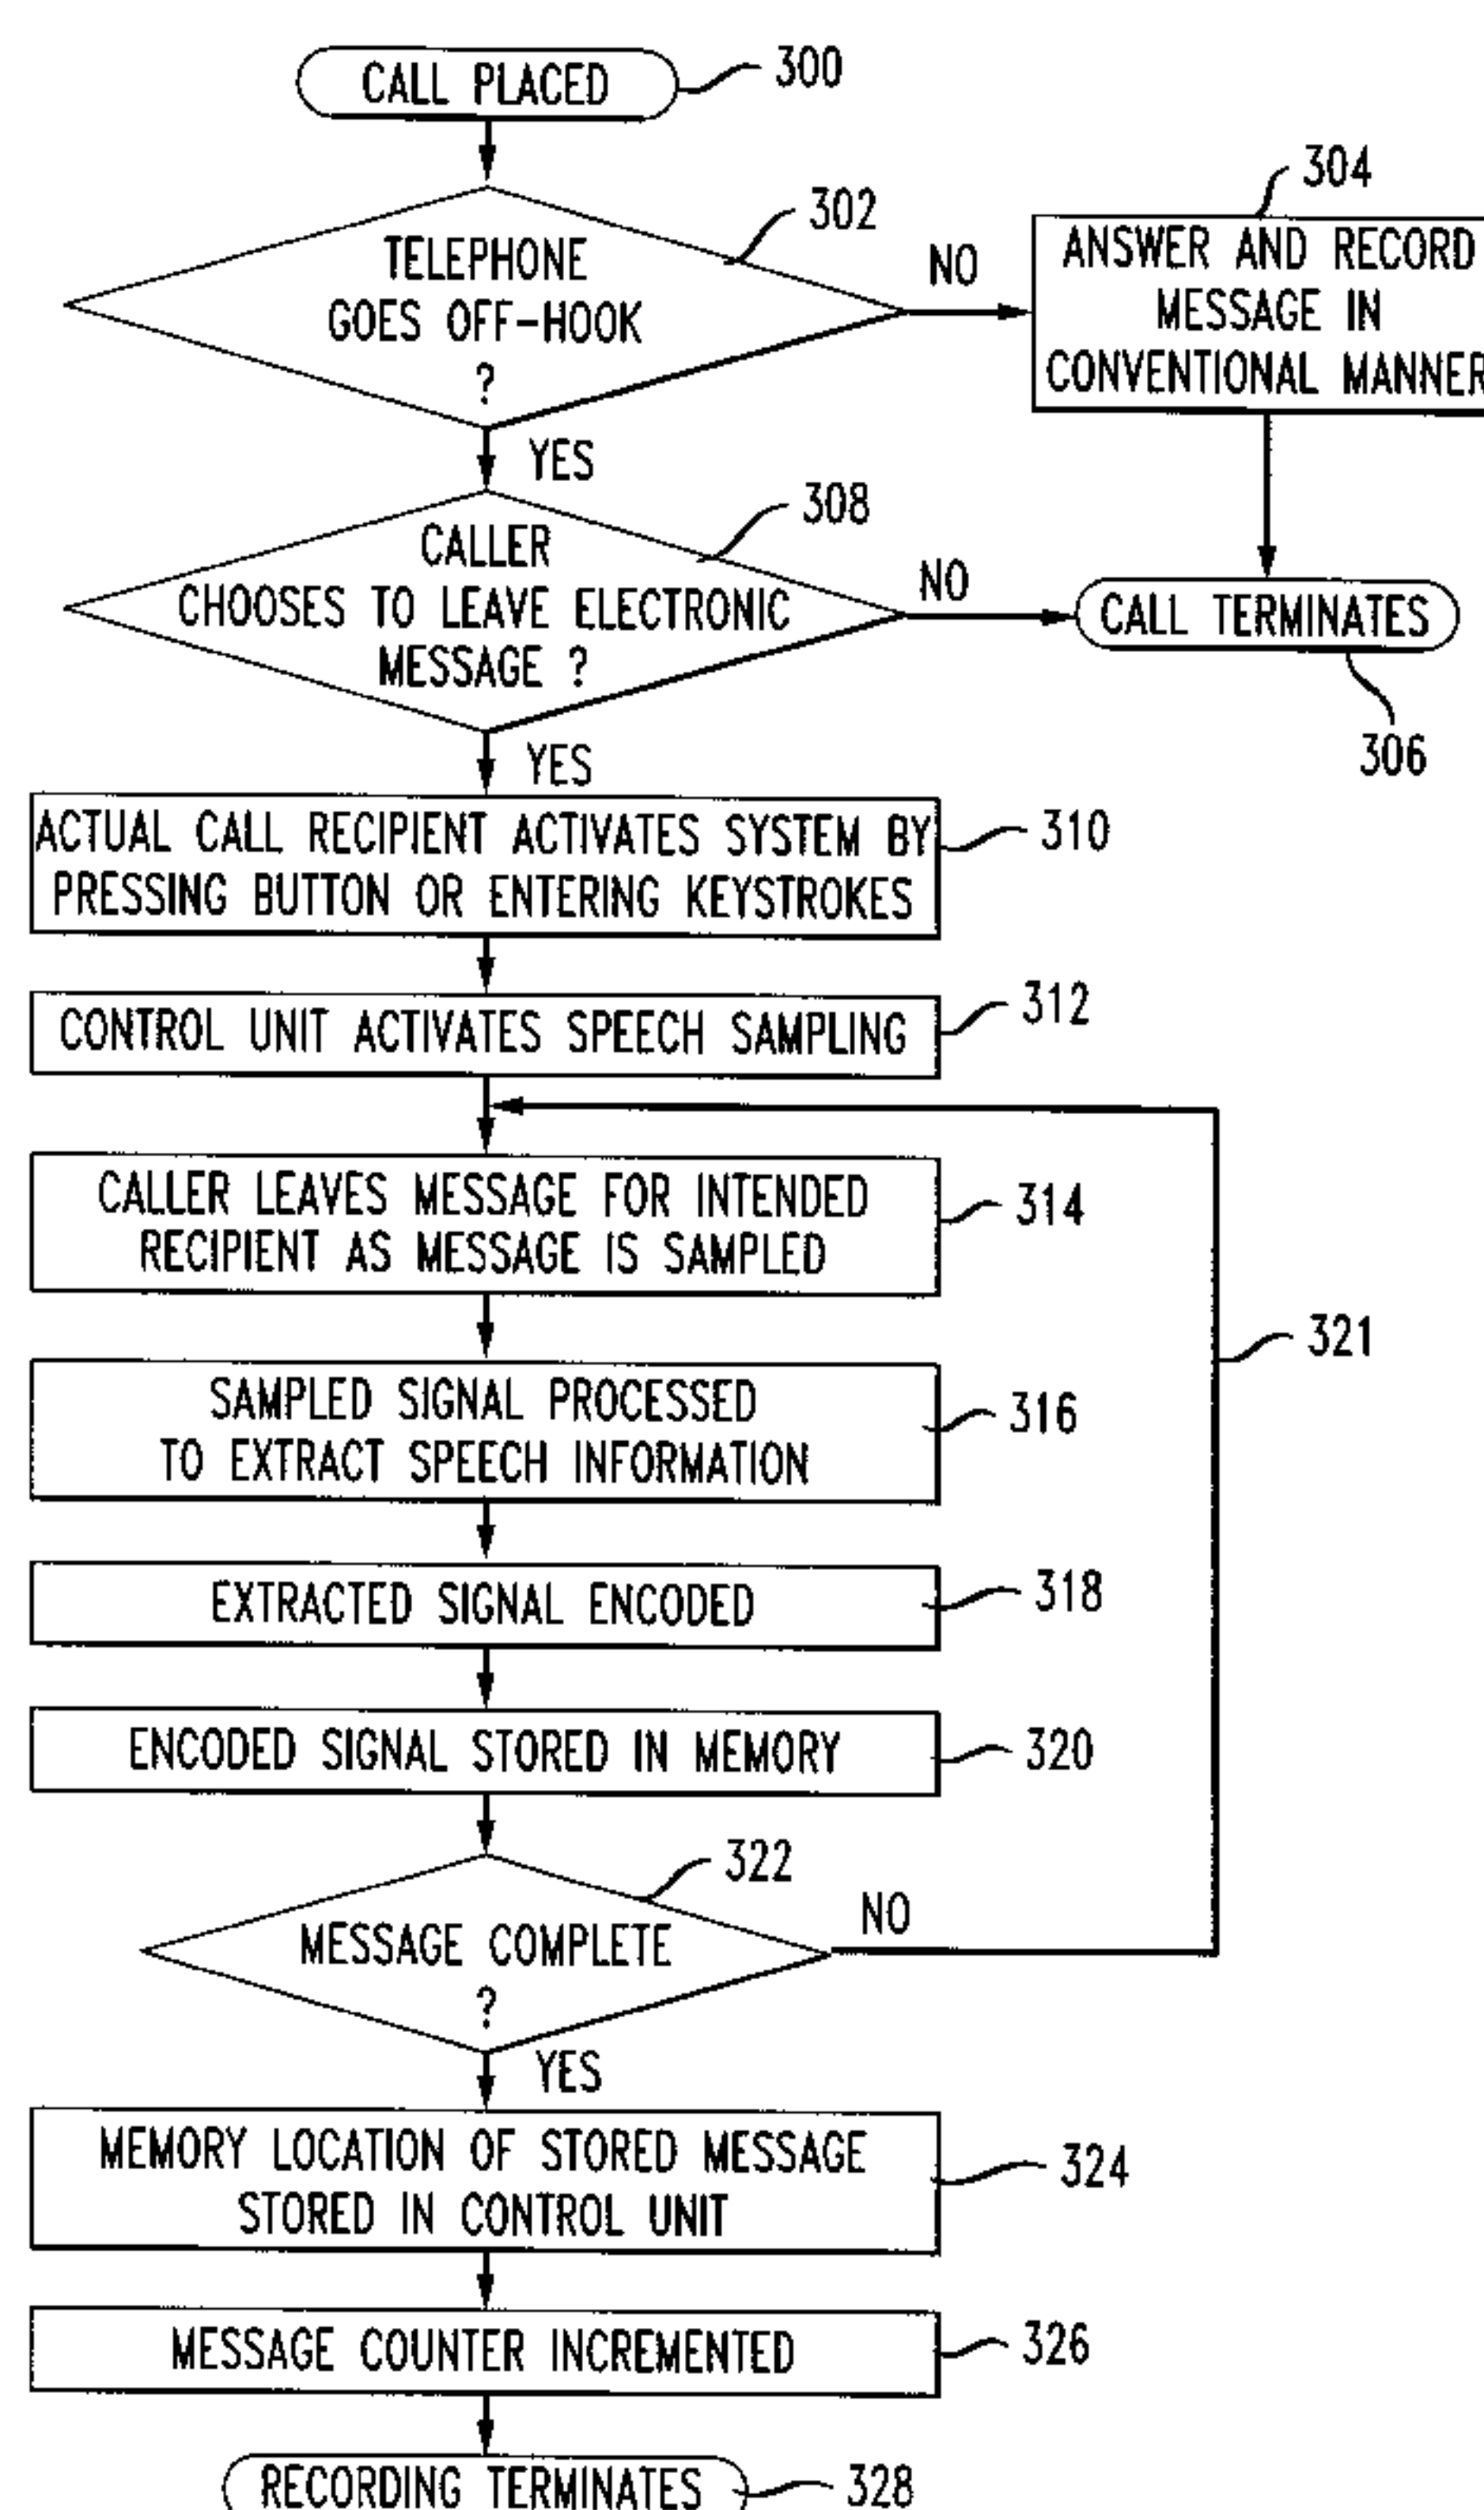 CALL PLACED
300
TELEPHONE
GOES OFF-HOOK
?
302
NO
304
ANSWER AND RECORD
MESSAGE IN
CONVENTIONAL MANNER
YES
CALLER
CHOOSES TO LEAVE ELECTRONIC
MESSAGE ?
308
NO
CALL TERMINATES
306
YES
ACTUAL CALL RECIPIENT ACTIVATES SYSTEM BY
PRESSING BUTTON OR ENTERING KEYSTROKES
310
CONTROL UNIT ACTIVATES SPEECH SAMPLING
312
CALLER LEAVES MESSAGE FOR INTENDED
RECIPIENT AS MESSAGE IS SAMPLED
314
321
SAMPLED SIGNAL PROCESSED
TO EXTRACT SPEECH INFORMATION
316
EXTRACTED SIGNAL ENCODED
318
ENCODED SIGNAL STORED IN MEMORY
320
MESSAGE COMPLETE
?
322
NO
YES
MEMORY LOCATION OF STORED MESSAGE
STORED IN CONTROL UNIT
324
MESSAGE COUNTER INCREMENTED
326
RECORDING TERMINATES
328